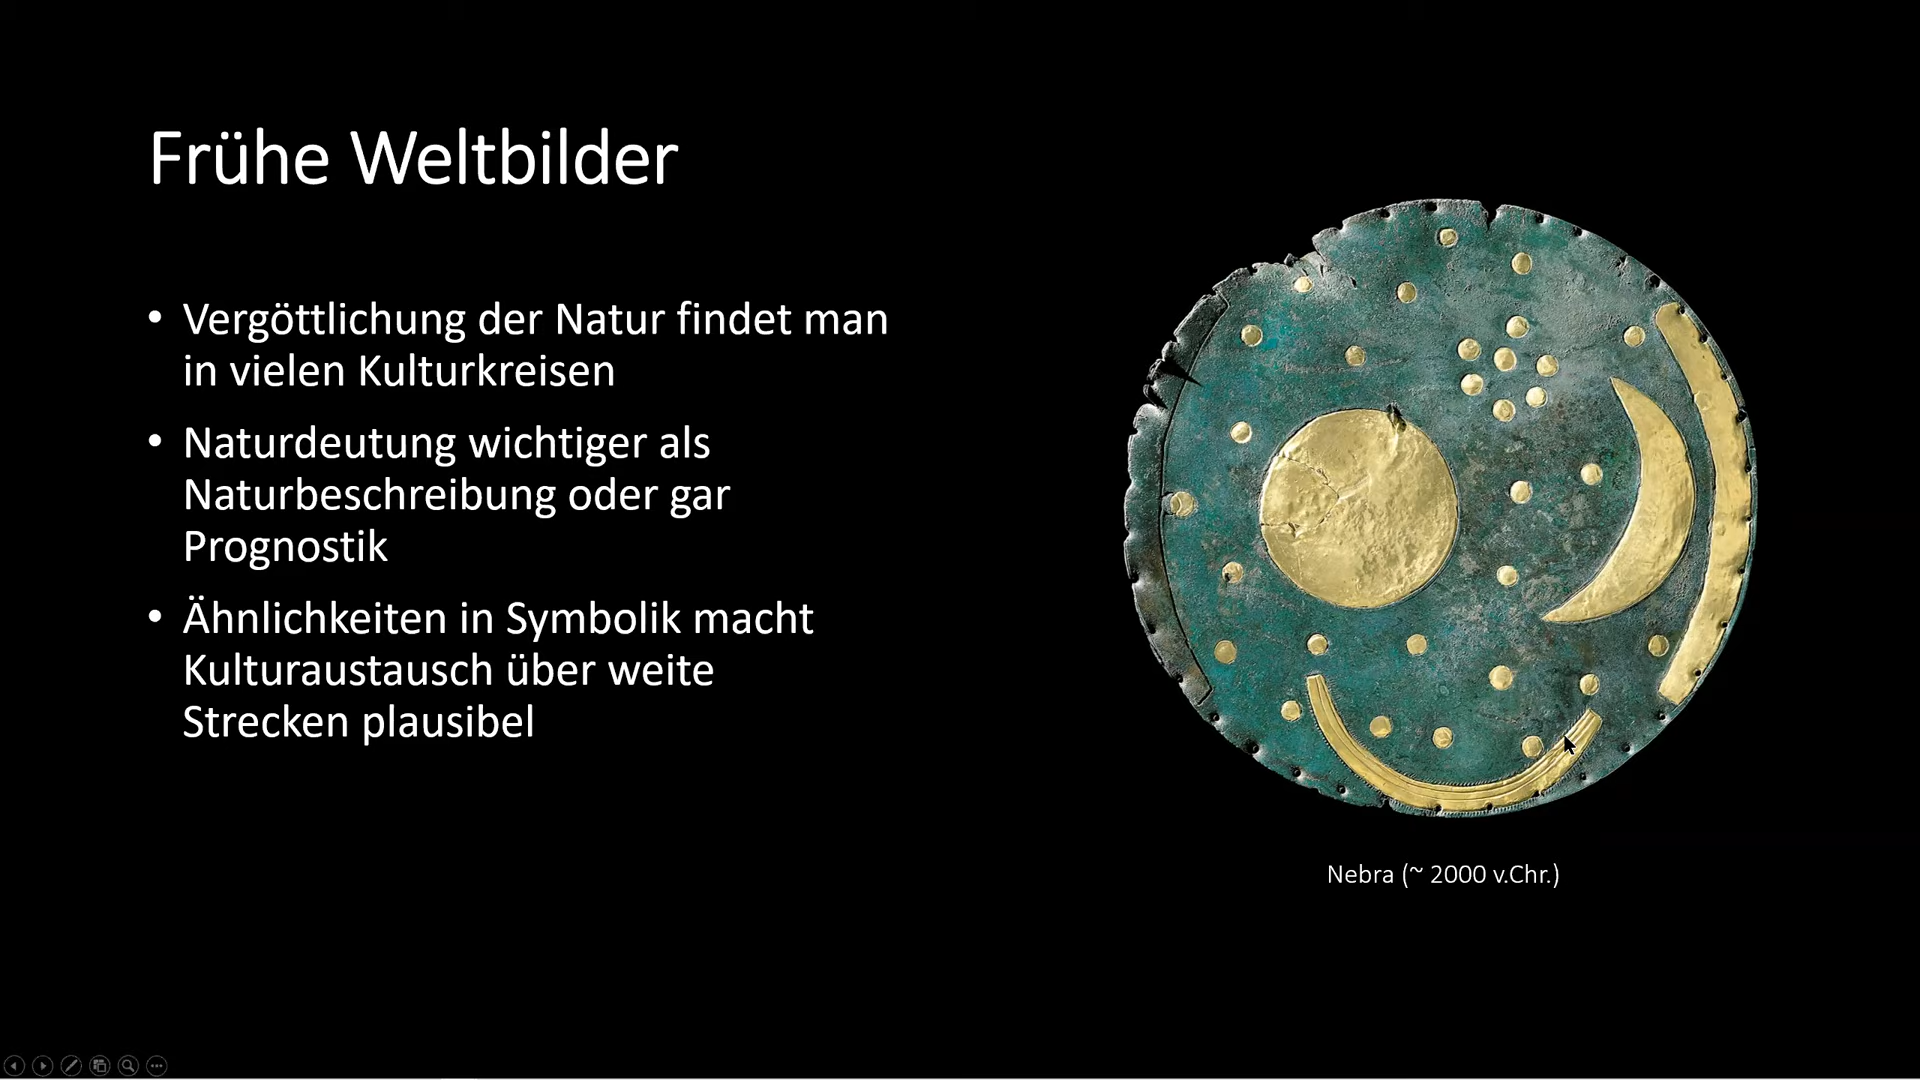 Frühe Weltbilder
• Vergöttlichung der Natur findet man
in vielen Kulturkreisen
• Naturdeutung wichtiger als
Naturbeschreibung oder gar
Prognostik
• Ähnlichkeiten in Symbolik macht
Kulturaustausch über weite
Strecken plausibel
Nebra (~ 2000 v.Chr.)